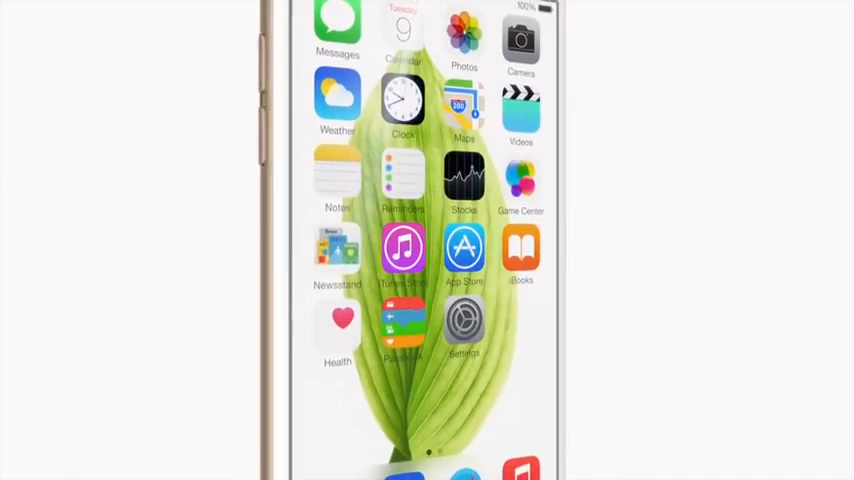 100%
Tuesday
9
Messages
Calendar
Photos
Camera
Weather
Clock
280
Maps
Videos
Notes
Reminders
Stocks
Game Center
Newsstand
iTunes Store
App Store
iBooks
Health
Passbook
Settings